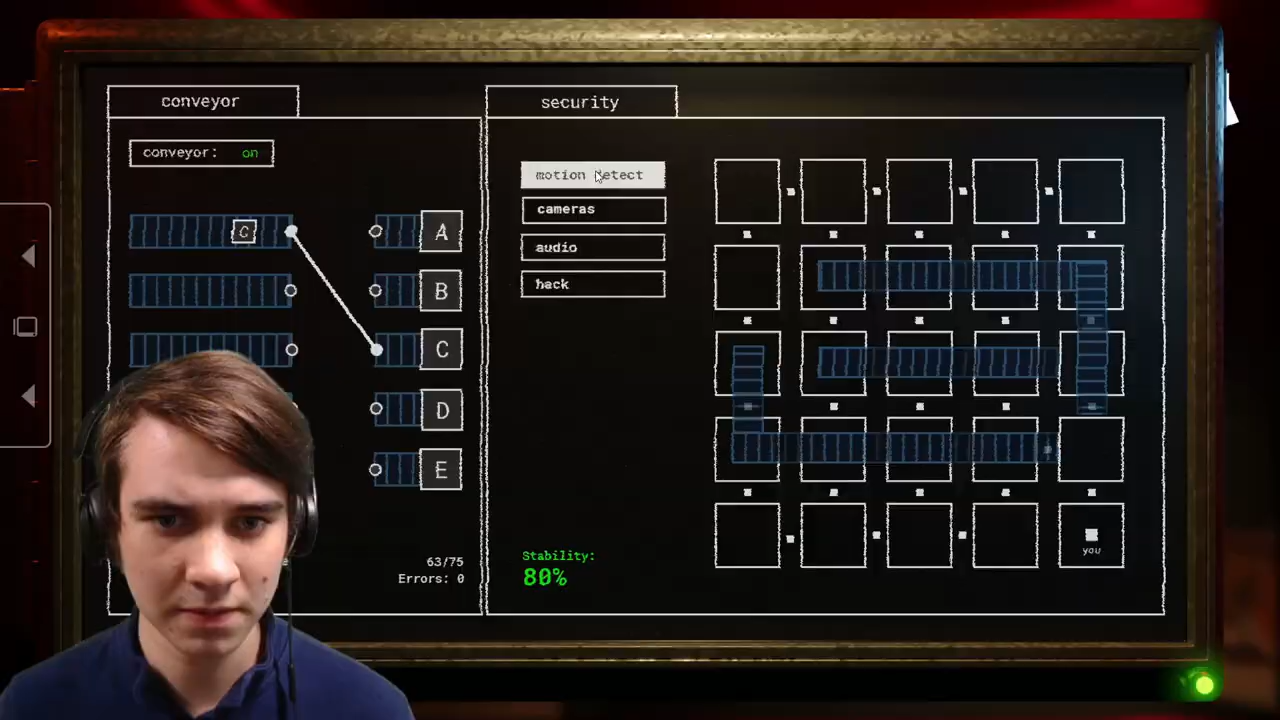 conveyor
conveyor: on
C
A
B
C
D
E
63/75
Errors: 0
security
motion detect
cameras
audio
hack
Stability:
80%
you